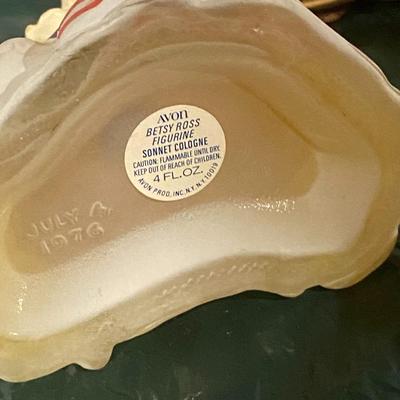 AVON
BETSY ROSS
FIGURINE
SONNET COLOGNE
CAUTION: FLAMMABLE UNTIL DRY.
KEEP OUT OF REACH OF CHILDREN.
4 FL. OZ.
AVON PROD., INC. N.Y., N.Y. 10019
JULY 4,
1976